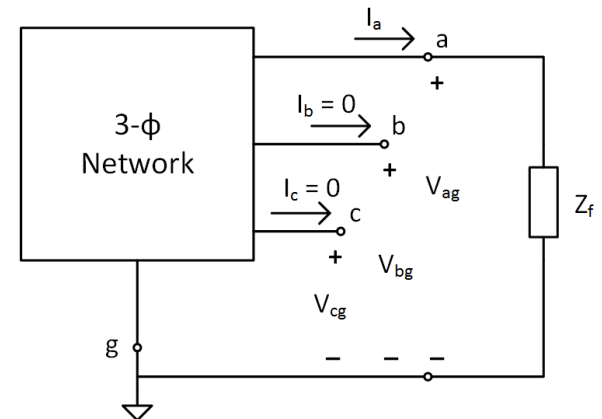 I_a
a
I_b = 0
b
3-ϕ
Network
+
I_c = 0
c
+
V_ag
Z_f
+
V_bg
V_cg
g
– – –